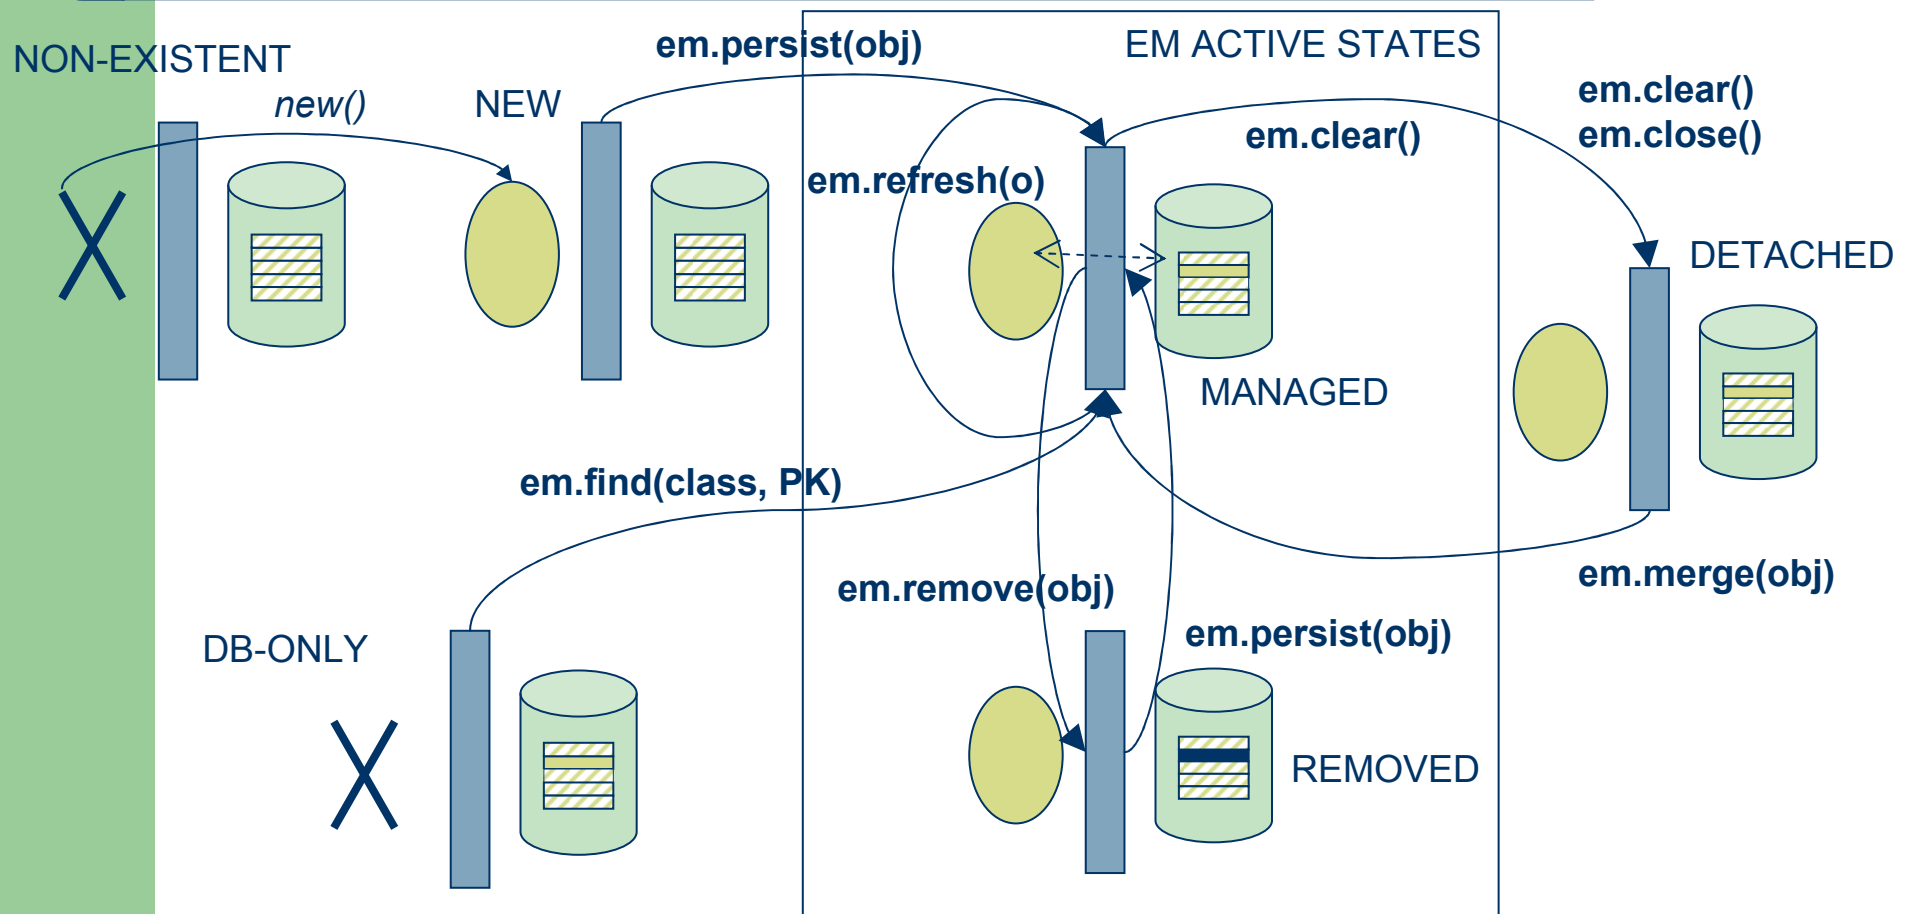 NON-EXISTENT
new()
NEW
em.persist(obj)
EM ACTIVE STATES
em.clear()
em.refresh(o)
em.clear()
em.close()
DETACHED
MANAGED
em.find(class, PK)
em.remove(obj)
em.merge(obj)
em.persist(obj)
DB-ONLY
REMOVED